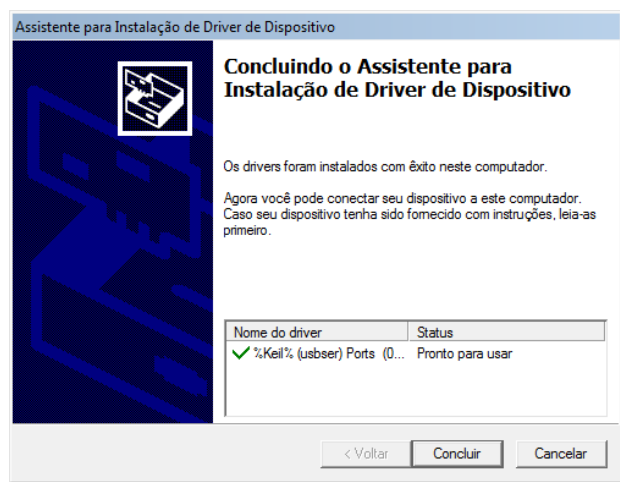 Assistente para Instalação de Driver de Dispositivo
Concluindo o Assistente para
Instalação de Driver de Dispositivo
Os drivers foram instalados com êxito neste computador.
Agora você pode conectar seu dispositivo a este computador.
Caso seu dispositivo tenha sido fornecido com instruções, leia-as
primeiro.
Nome do driver Status
%Keil% (usbser) Ports (0... Pronto para usar
< Voltar Concluir Cancelar